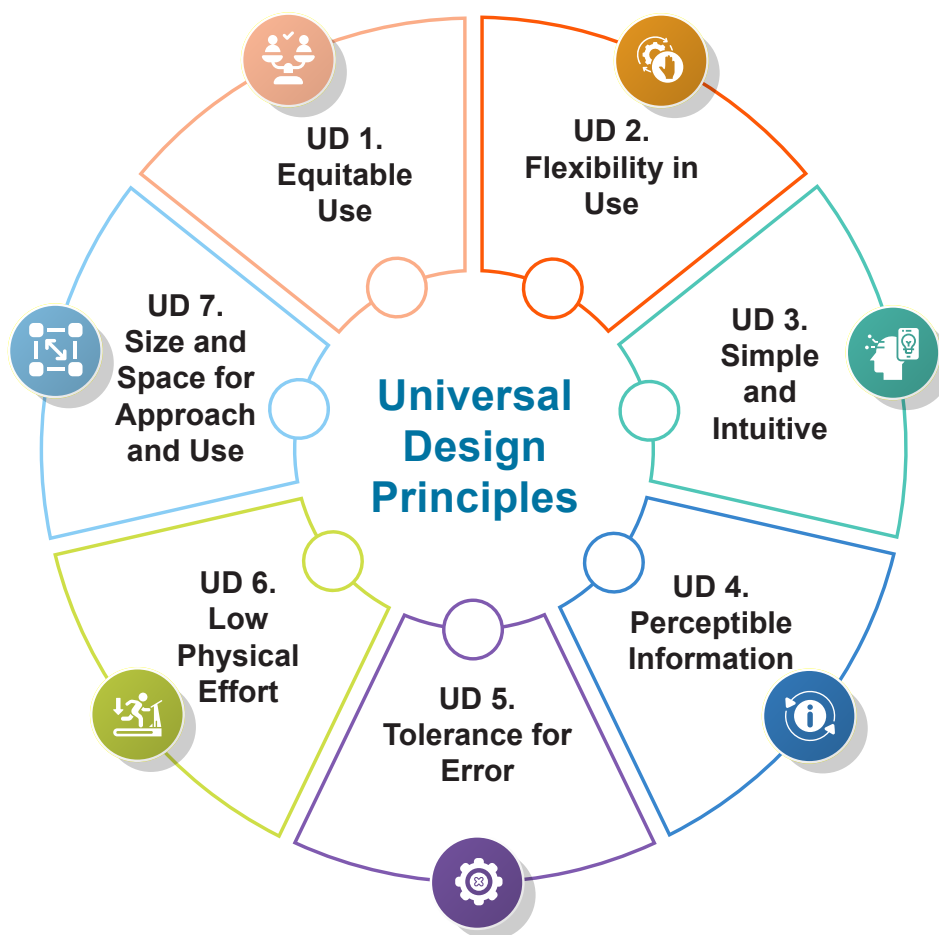 UD 1.
Equitable
Use
UD 2.
Flexibility in
Use
UD 3.
Simple
and
Intuitive
UD 4.
Perceptible
Information
UD 5.
Tolerance for
Error
UD 6.
Low
Physical
Effort
UD 7.
Size and
Space for
Approach
and Use
Universal
Design
Principles